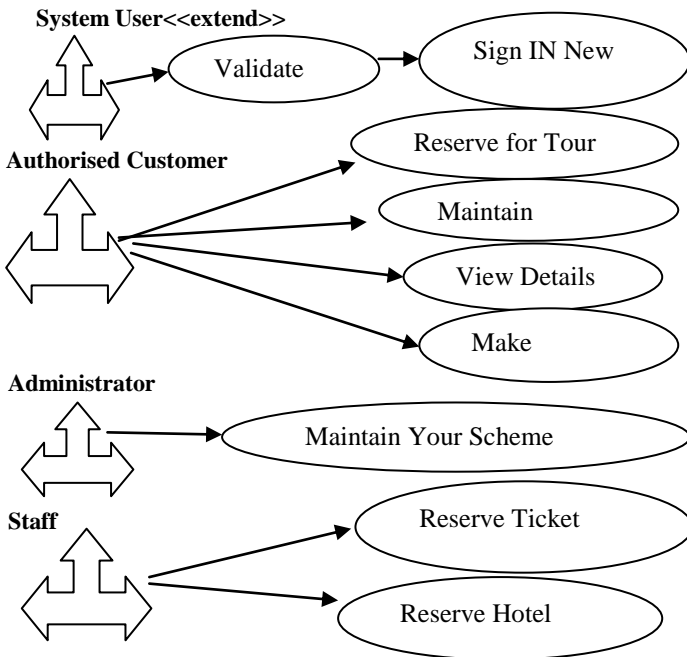 System User<<extend>>
Validate
Sign IN New
Reserve for Tour
Authorised Customer
Maintain
View Details
Make
Administrator
Maintain Your Scheme
Staff
Reserve Ticket
Reserve Hotel